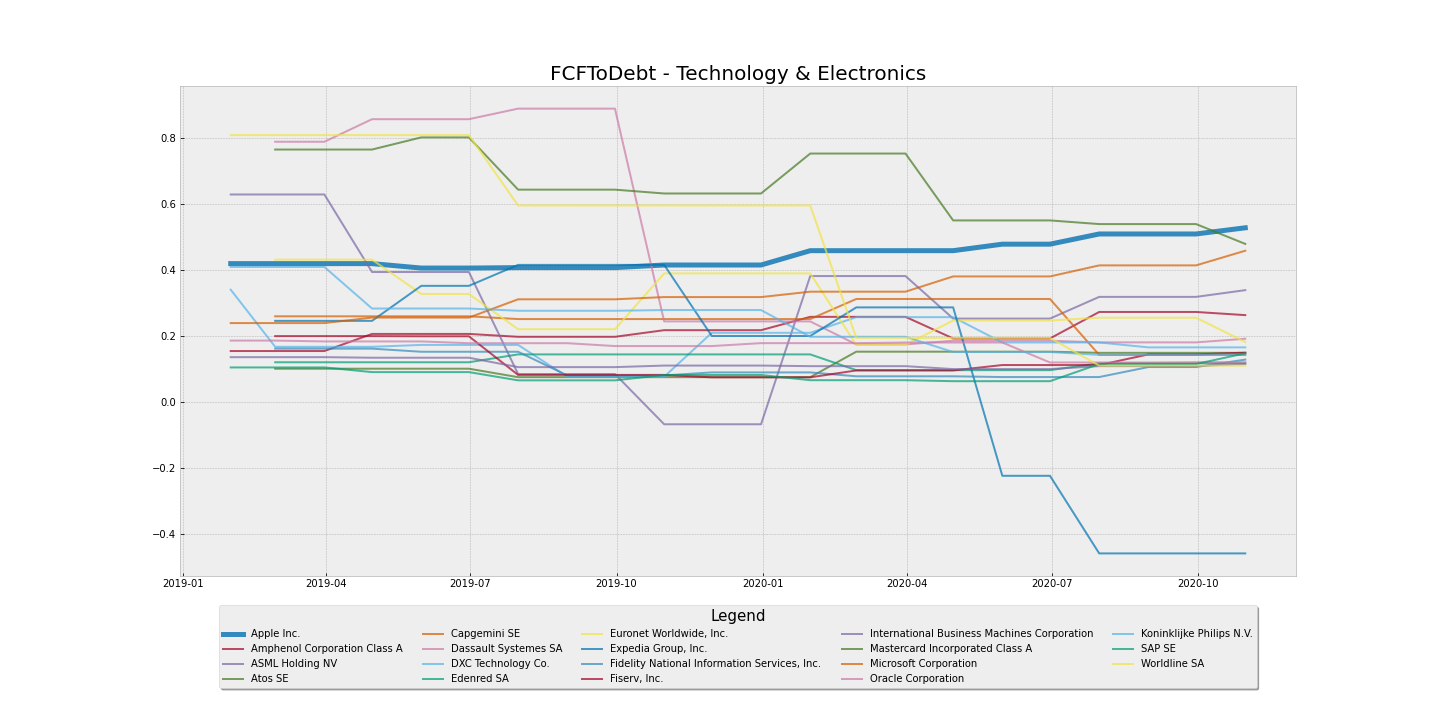 FCFToDebt - Technology & Electronics
0.8
0.6
0.4
0.2
0.0
−0.2
−0.4
2019-01 2019-04 2019-07 2019-10 2020-01 2020-04 2020-07 2020-10
Legend
Apple Inc. Capgemini SE Euronet Worldwide, Inc. International Business Machines Corporation Koninklijke Philips N.V.
Amphenol Corporation Class A Dassault Systemes SA Expedia Group, Inc. Mastercard Incorporated Class A SAP SE
ASML Holding NV DXC Technology Co. Fidelity National Information Services, Inc. Microsoft Corporation Worldline SA
Atos SE Edenred SA Fiserv, Inc. Oracle Corporation